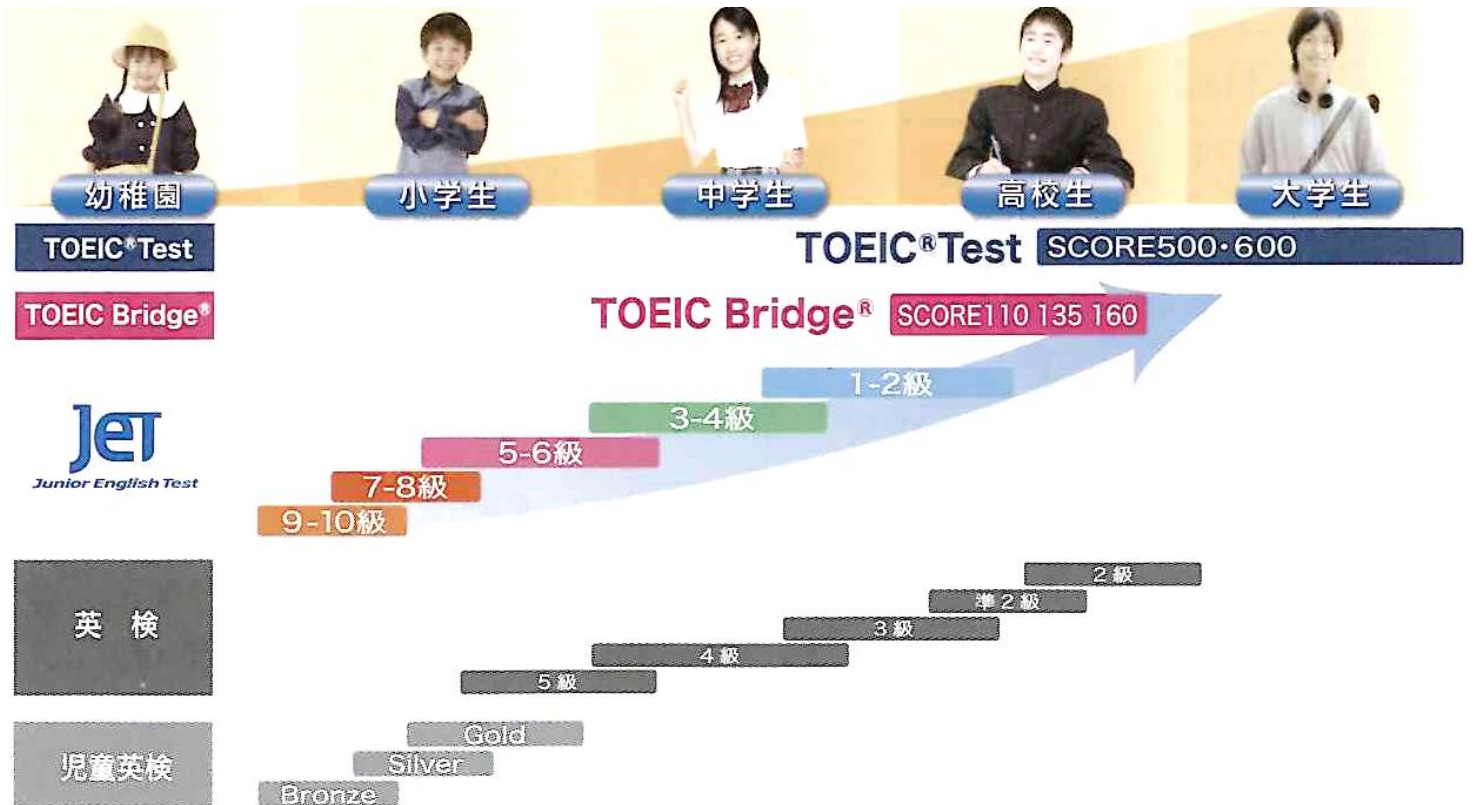 幼稚園 小学生 中学生 高校生 大学生
TOEIC®Test TOEIC®Test SCORE500・600
TOEIC Bridge® TOEIC Bridge® SCORE110 135 160
1-2級
3-4級
JET
5-6級
Junior English Test
7-8級
9-10級
2級
準2級
英 検
3級
4級
5級
Gold
児童英検
Silver
Bronze